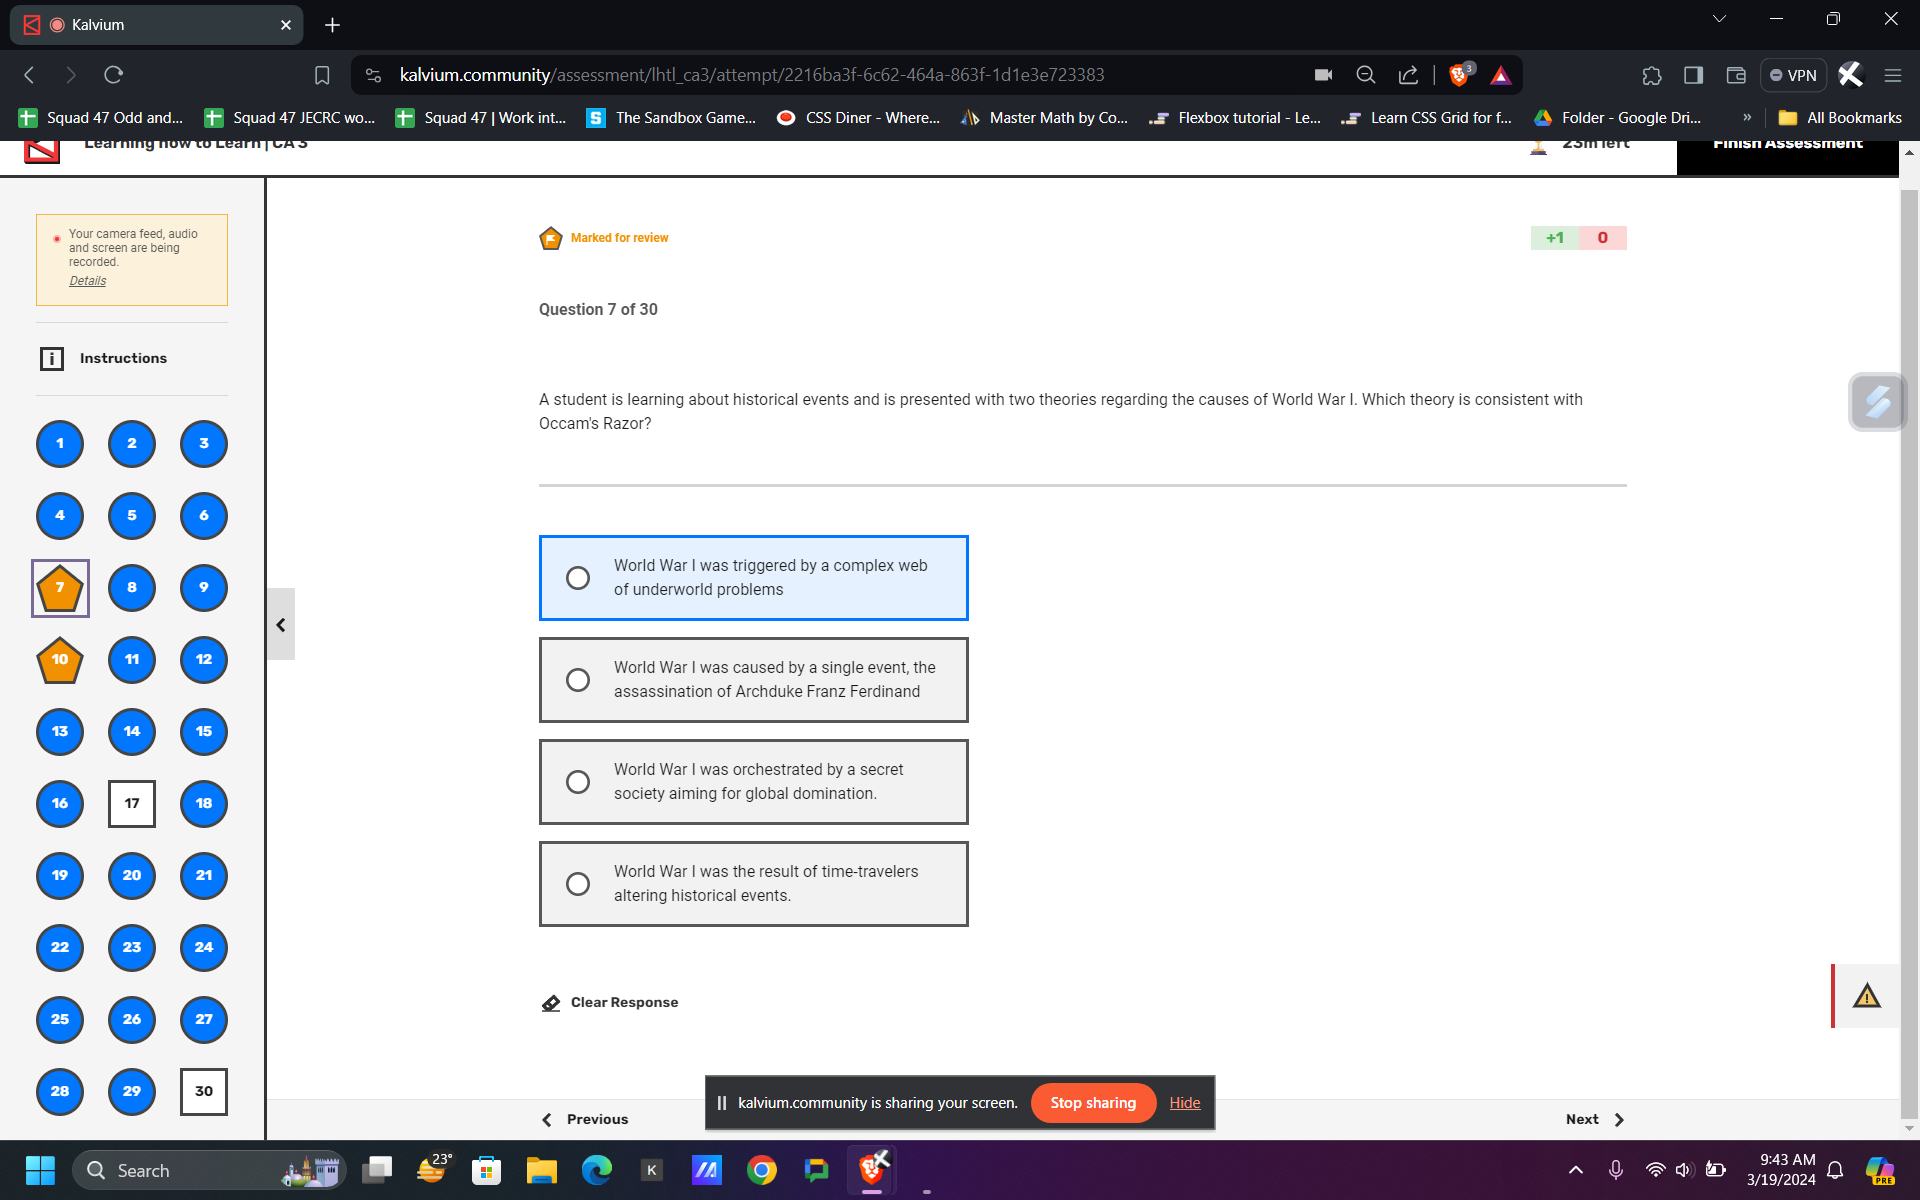 Kalvium
kalvium.community/assessment/lhtl_ca3/attempt/2216ba3f-6c62-464a-863f-1d1e3e723383
3
VPN
Squad 47 Odd and...
Squad 47 JECRC wo...
Squad 47 | Work int...
The Sandbox Game...
CSS Diner - Where...
Master Math by Co...
Flexbox tutorial - Le...
Learn CSS Grid for f...
Folder - Google Dri...
»
All Bookmarks
Learning how to Learn | CA 3
23m left
Finish Assessment
Your camera feed, audio
and screen are being
recorded.
Details
Instructions
1 2 3
4 5 6
7 8 9
10 11 12
13 14 15
16 17 18
19 20 21
22 23 24
25 26 27
28 29 30
Marked for review
+1 0
Question 7 of 30
A student is learning about historical events and is presented with two theories regarding the causes of World War I. Which theory is consistent with
Occam's Razor?
World War I was triggered by a complex web
of underworld problems
World War I was caused by a single event, the
assassination of Archduke Franz Ferdinand
World War I was orchestrated by a secret
society aiming for global domination.
World War I was the result of time-travelers
altering historical events.
Clear Response
Previous
kalvium.community is sharing your screen.
Stop sharing
Hide
Next
Search
23°
K
9:43 AM
3/19/2024
PRE